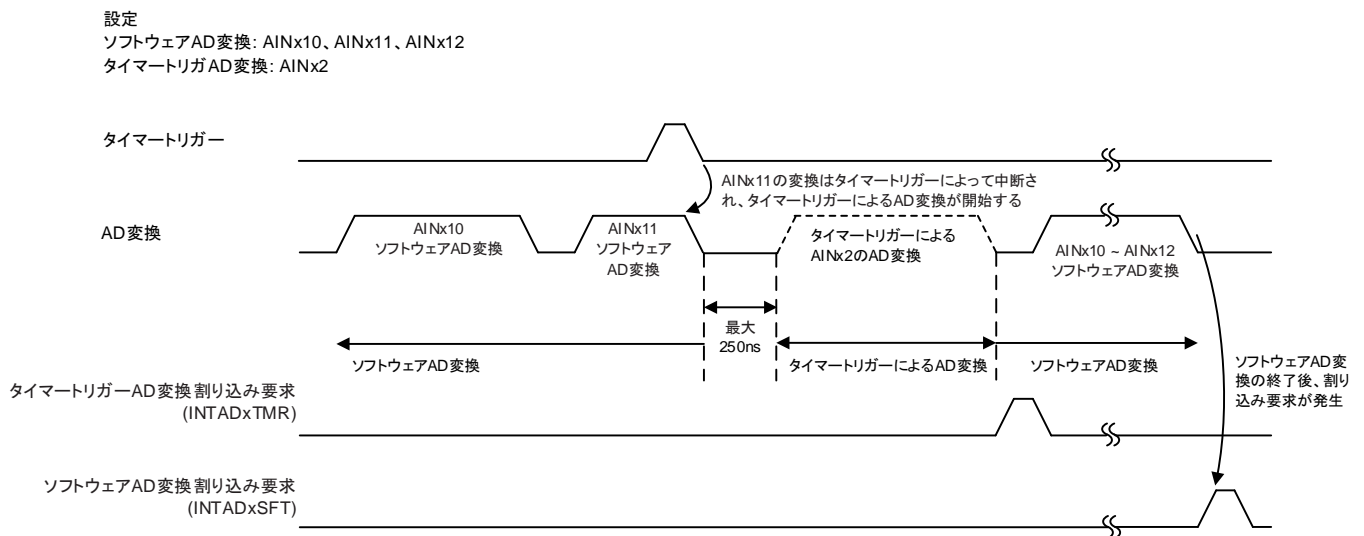 設定
ソフトウェアAD変換: AINx10、AINx11、AINx12
タイマートリガAD変換: AINx2
タイマートリガー
AINx11の変換はタイマートリガーによって中断さ
れ、タイマートリガーによるAD変換が開始する
AD変換
AINx10
ソフトウェアAD変換
AINx11
ソフトウェア
AD変換
タイマートリガーによる
AINx2のAD変換
AINx10 ~ AINx12
ソフトウェアAD変換
最大
250ns
ソフトウェアAD変換
タイマートリガーによるAD変換
ソフトウェアAD変換
ソフトウェアAD変
換の終了後、割り
込み要求が発生
タイマートリガーAD変換割り込み要求
(INTADxTMR)
ソフトウェアAD変換割り込み要求
(INTADxSFT)